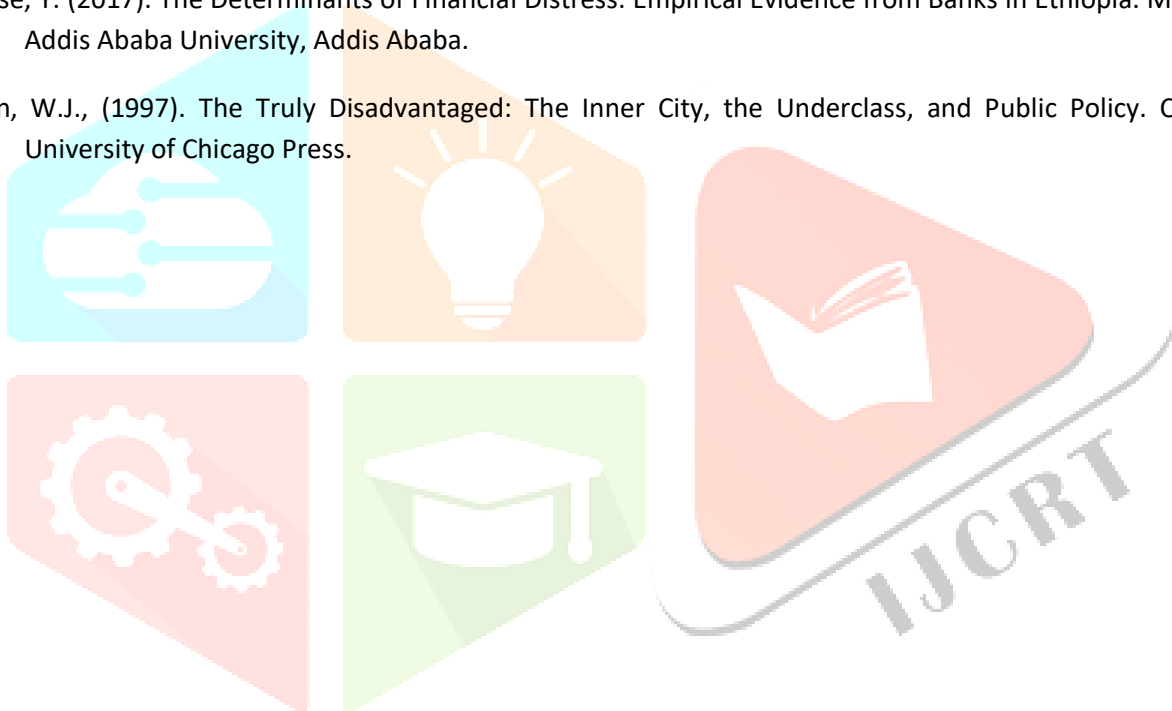 se, Y. (2017). The Determinants of Financial Distress: Empirical Evidence from Banks in Ethiopia. M
Addis Ababa University, Addis Ababa.
n, W.J., (1997). The Truly Disadvantaged: The Inner City, the Underclass, and Public Policy. C
University of Chicago Press.
IJCRT